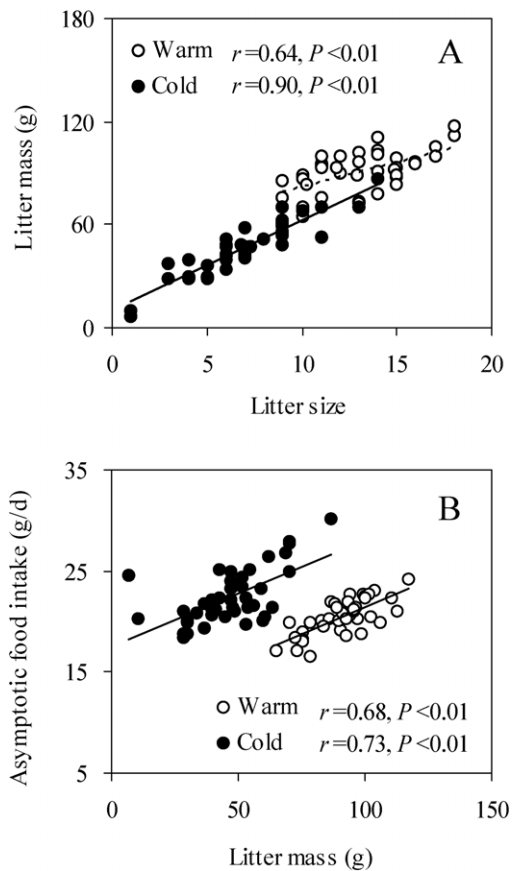 180
120
60
0
Litter mass (g)
Warm r=0.64, P<0.01
Cold r=0.90, P<0.01
A
0 5 10 15 20
Litter size
35
25
15
5
Asymptotic food intake (g/d)
B
Warm r=0.68, P<0.01
Cold r=0.73, P<0.01
0 50 100 150
Litter mass (g)